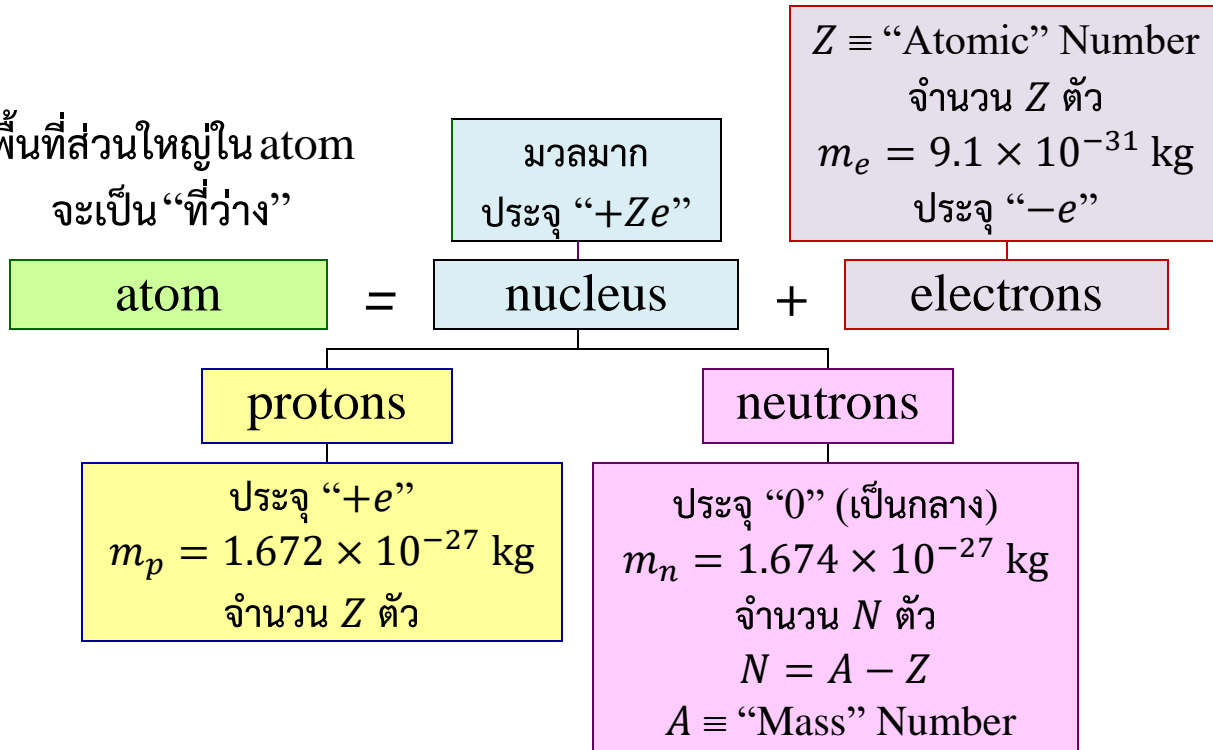 Z ≡ “Atomic” Number
จำนวน Z ตัว
mₑ = 9.1 × 10⁻³¹ kg
ประจุ “−e”
พื้นที่ส่วนใหญ่ใน atom
จะเป็น “ที่ว่าง”
มวลมาก
ประจุ “+Ze”
atom = nucleus + electrons
protons
neutrons
ประจุ “+e”
mₚ = 1.672 × 10⁻²⁷ kg
จำนวน Z ตัว
ประจุ “0” (เป็นกลาง)
mₙ = 1.674 × 10⁻²⁷ kg
จำนวน N ตัว
N = A − Z
A ≡ “Mass” Number